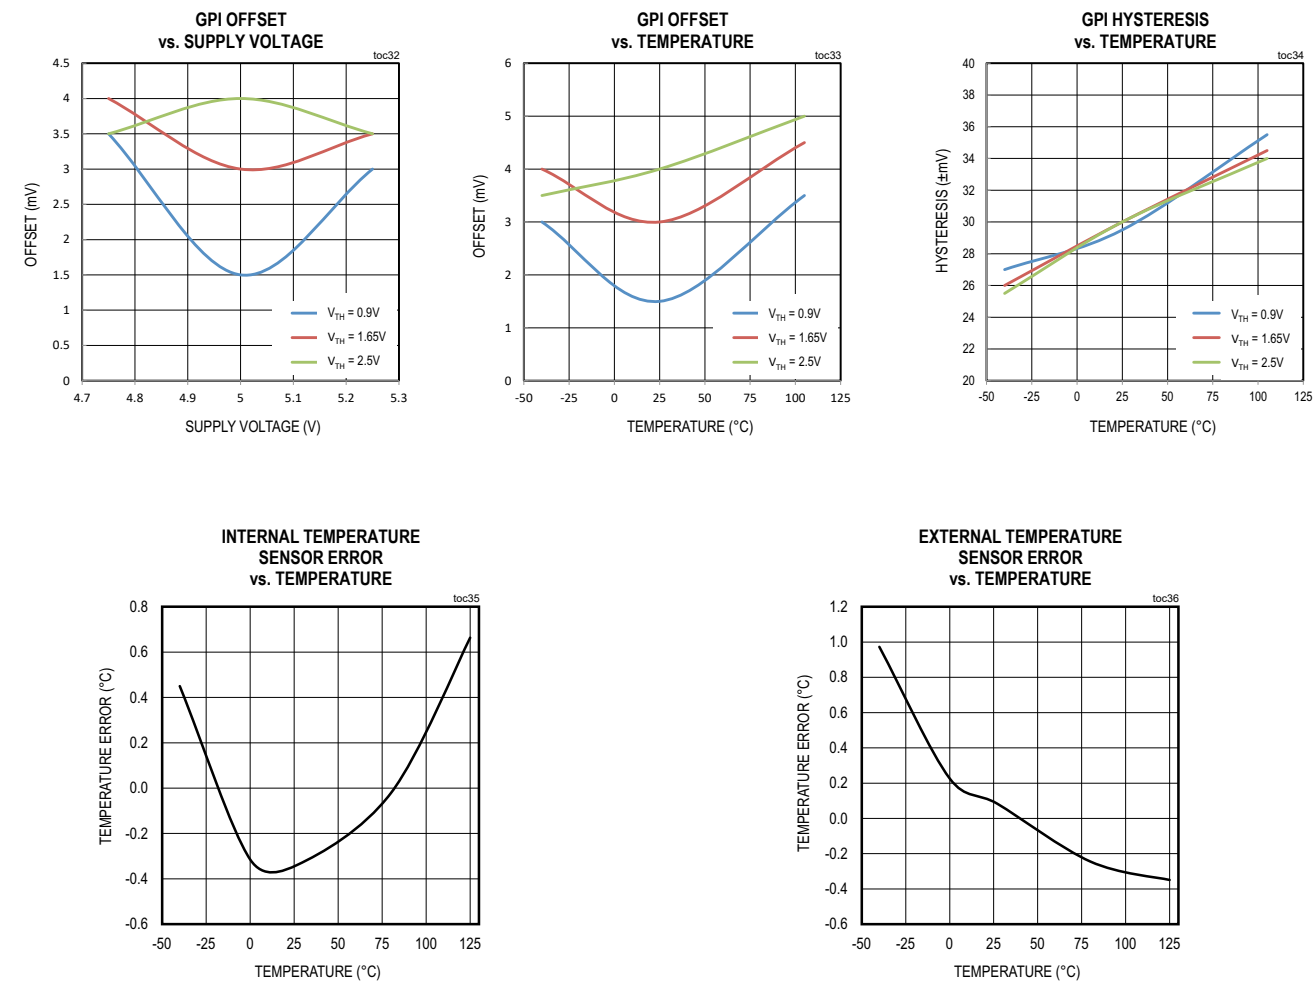 GPI OFFSET
vs. SUPPLY VOLTAGE
toc32
4.5
4
3.5
3
2.5
2
1.5
1
0.5
0
OFFSET (mV)
V_TH = 0.9V
V_TH = 1.65V
V_TH = 2.5V
4.7 4.8 4.9 5 5.1 5.2 5.3
SUPPLY VOLTAGE (V)
GPI OFFSET
vs. TEMPERATURE
toc33
6
5
4
3
2
1
0
OFFSET (mV)
V_TH = 0.9V
V_TH = 1.65V
V_TH = 2.5V
-50 -25 0 25 50 75 100 125
TEMPERATURE (°C)
GPI HYSTERESIS
vs. TEMPERATURE
toc34
40
38
36
34
32
30
28
26
24
22
20
HYSTERESIS (±mV)
V_TH = 0.9V
V_TH = 1.65V
V_TH = 2.5V
-50 -25 0 25 50 75 100 125
TEMPERATURE (°C)
INTERNAL TEMPERATURE
SENSOR ERROR
vs. TEMPERATURE
toc35
0.8
0.6
0.4
0.2
0.0
-0.2
-0.4
-0.6
TEMPERATURE ERROR (°C)
-50 -25 0 25 50 75 100 125
TEMPERATURE (°C)
EXTERNAL TEMPERATURE
SENSOR ERROR
vs. TEMPERATURE
toc36
1.2
1.0
0.8
0.6
0.4
0.2
0.0
-0.2
-0.4
-0.6
TEMPERATURE ERROR (°C)
-50 -25 0 25 50 75 100 125
TEMPERATURE (°C)